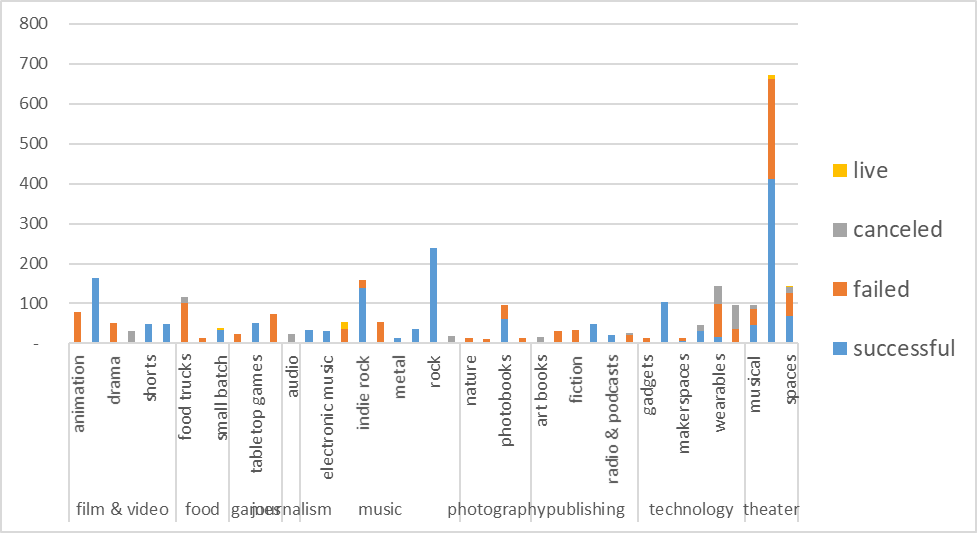 800
700
600
500
400
300
200
100
-
live
canceled
failed
successful
animation
drama
shorts
food trucks
small batch
tabletop games
audio
electronic music
indie rock
metal
rock
nature
photobooks
art books
fiction
radio & podcasts
gadgets
makerspaces
wearables
musical
spaces
film & video
food
games
journalism
music
photography
publishing
technology
theater